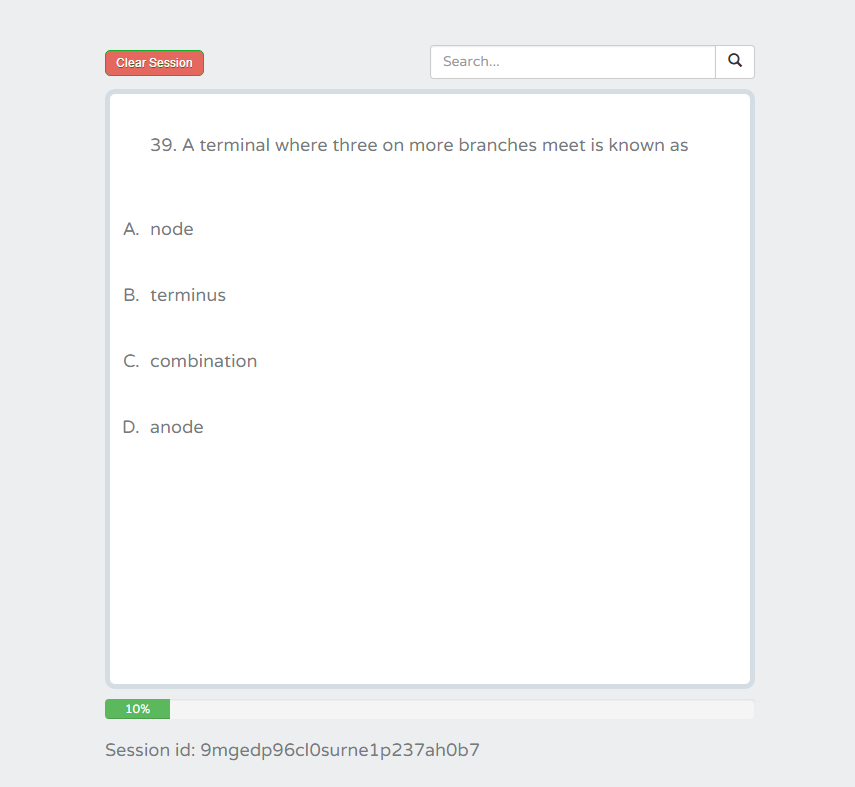 Clear Session
Search...
39. A terminal where three on more branches meet is known as
A. node
B. terminus
C. combination
D. anode
10%
Session id: 9mgedp96cl0surne1p237ah0b7